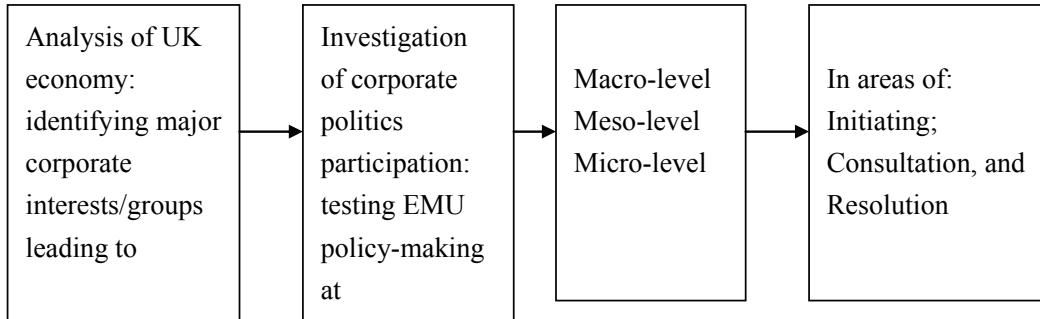 Analysis of UK
economy:
identifying major
corporate
interests/groups
leading to
Investigation
of corporate
politics
participation:
testing EMU
policy-making
at
Macro-level
Meso-level
Micro-level
In areas of:
Initiating;
Consultation, and
Resolution